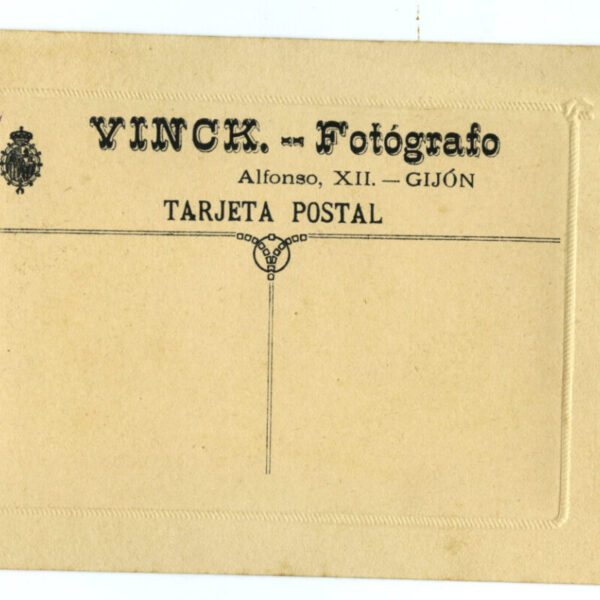 VINCK. -- Fotógrafo
Alfonso, XII. — GIJÓN
TARJETA POSTAL